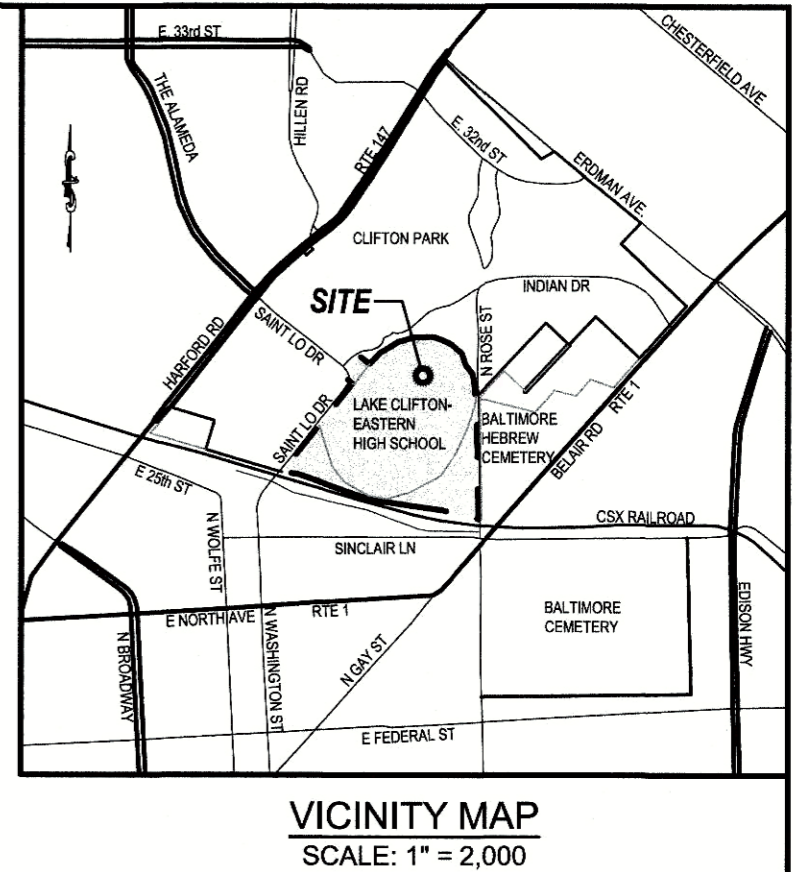 E. 33rd ST
CHESTERFIELD AVE
THE ALAMEDA
HILLEN RD
RTE 147
E. 32nd ST
ERDMAN AVE.
CLIFTON PARK
INDIAN DR
SITE
SAINT LO DR
N ROSE ST
HARFORD RD
LAKE CLIFTON-
EASTERN
HIGH SCHOOL
SAINT LO DR
BALTIMORE
HEBREW
CEMETERY
BELAIR RD
RTE 1
E 25th ST
N WOLFE ST
CSX RAILROAD
SINCLAIR LN
E NORTH AVE
RTE 1
BALTIMORE
CEMETERY
EDISON HWY
N BROADWAY
N WASHINGTON ST
N GAY ST
E FEDERAL ST
VICINITY MAP
SCALE: 1" = 2,000